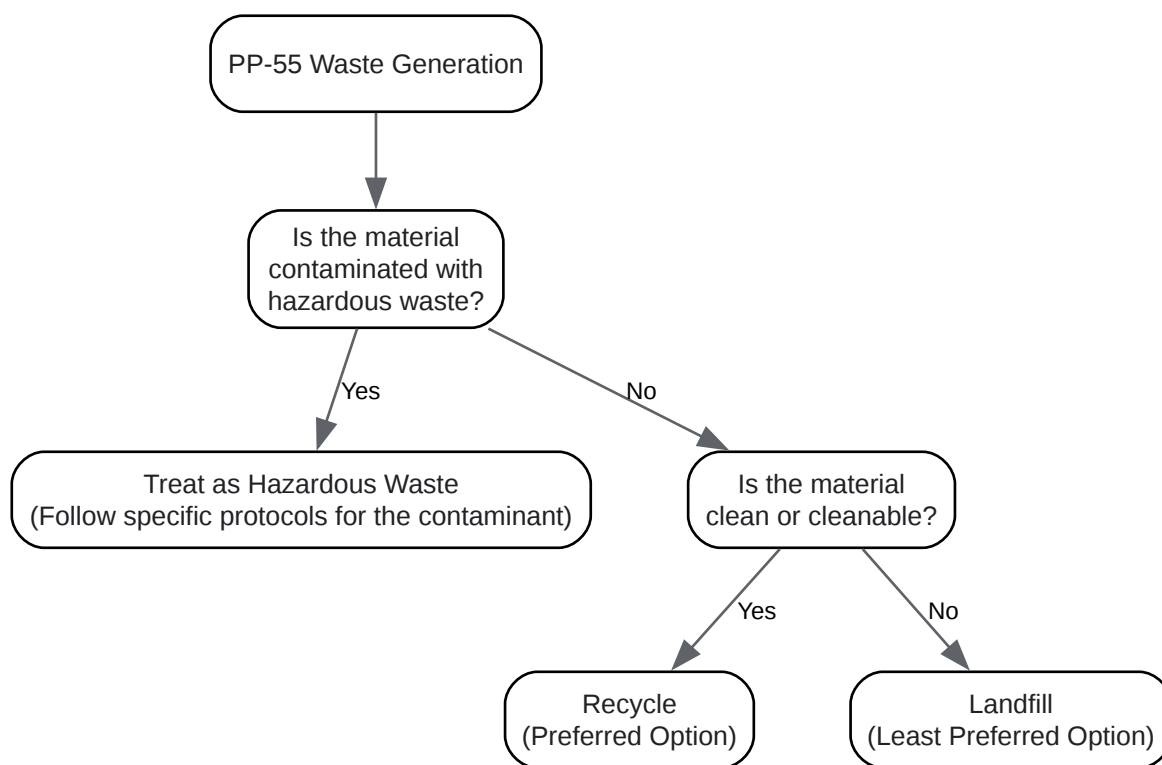 PP-55 Waste Generation
Is the material
contaminated with
hazardous waste?
Yes
No
Treat as Hazardous Waste
(Follow specific protocols for the contaminant)
Is the material
clean or cleanable?
Yes
No
Recycle
(Preferred Option)
Landfill
(Least Preferred Option)